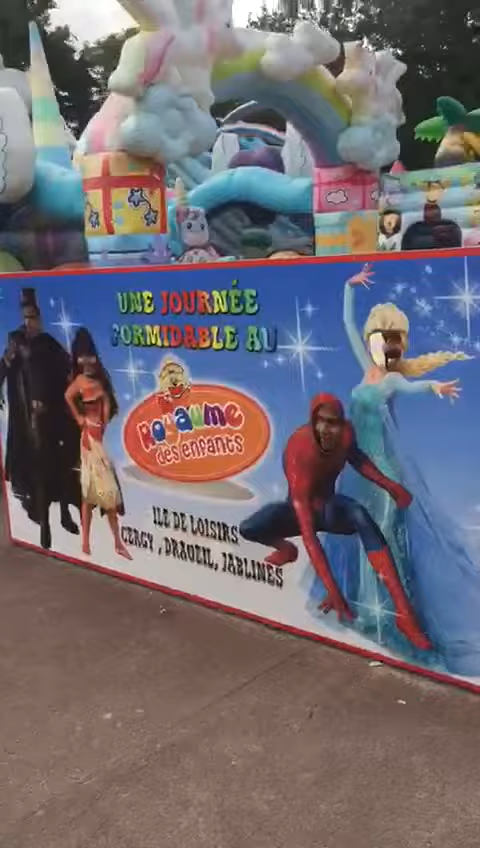 UNE JOURNÉE
FORMIDABLE AU
Royaume
des enfants
ILE DE LOISIRS
CERGY , DRAVEIL, JABLINES